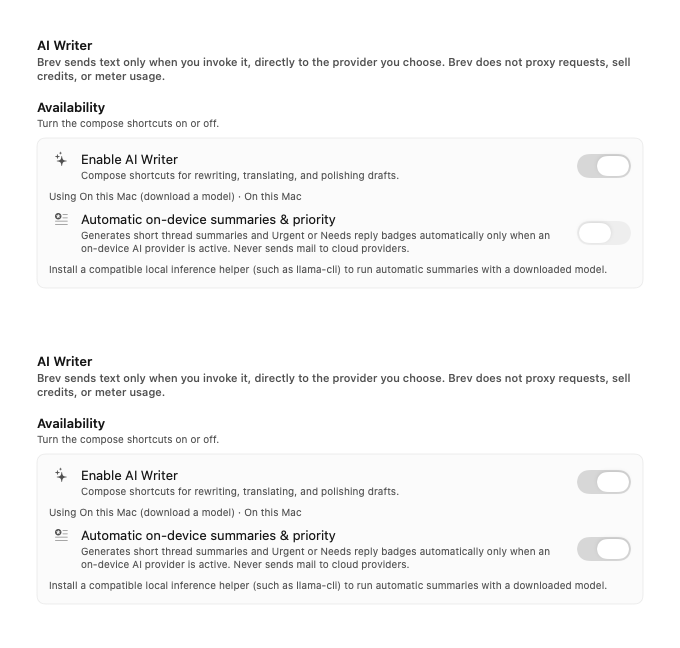 AI Writer
Brev sends text only when you invoke it, directly to the provider you choose. Brev does not proxy requests, sell
credits, or meter usage.
Availability
Turn the compose shortcuts on or off.
Enable AI Writer
Compose shortcuts for rewriting, translating, and polishing drafts.
Using On this Mac (download a model) · On this Mac
Automatic on-device summaries & priority
Generates short thread summaries and Urgent or Needs reply badges automatically only when an
on-device AI provider is active. Never sends mail to cloud providers.
Install a compatible local inference helper (such as llama-cli) to run automatic summaries with a downloaded model.
AI Writer
Brev sends text only when you invoke it, directly to the provider you choose. Brev does not proxy requests, sell
credits, or meter usage.
Availability
Turn the compose shortcuts on or off.
Enable AI Writer
Compose shortcuts for rewriting, translating, and polishing drafts.
Using On this Mac (download a model) · On this Mac
Automatic on-device summaries & priority
Generates short thread summaries and Urgent or Needs reply badges automatically only when an
on-device AI provider is active. Never sends mail to cloud providers.
Install a compatible local inference helper (such as llama-cli) to run automatic summaries with a downloaded model.